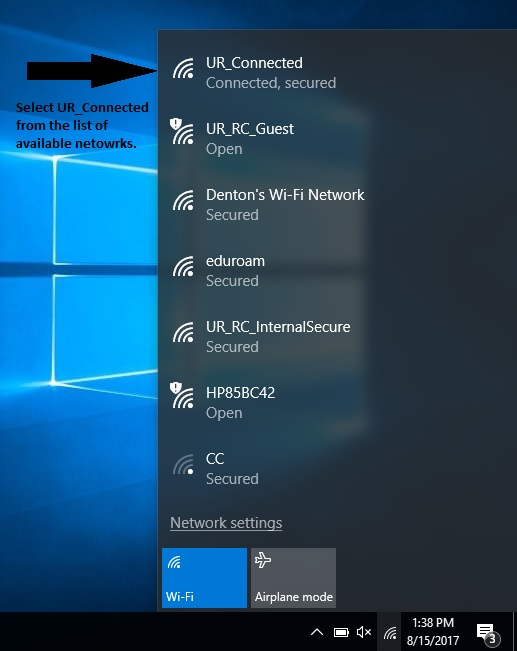 UR_Connected
Connected, secured
Select UR_Connected
from the list of
available netowrks.
UR_RC_Guest
Open
Denton's Wi-Fi Network
Secured
eduroam
Secured
UR_RC_InternalSecure
Secured
HP85BC42
Open
CC
Secured
Network settings
Wi-Fi
Airplane mode
1:38 PM
8/15/2017
3